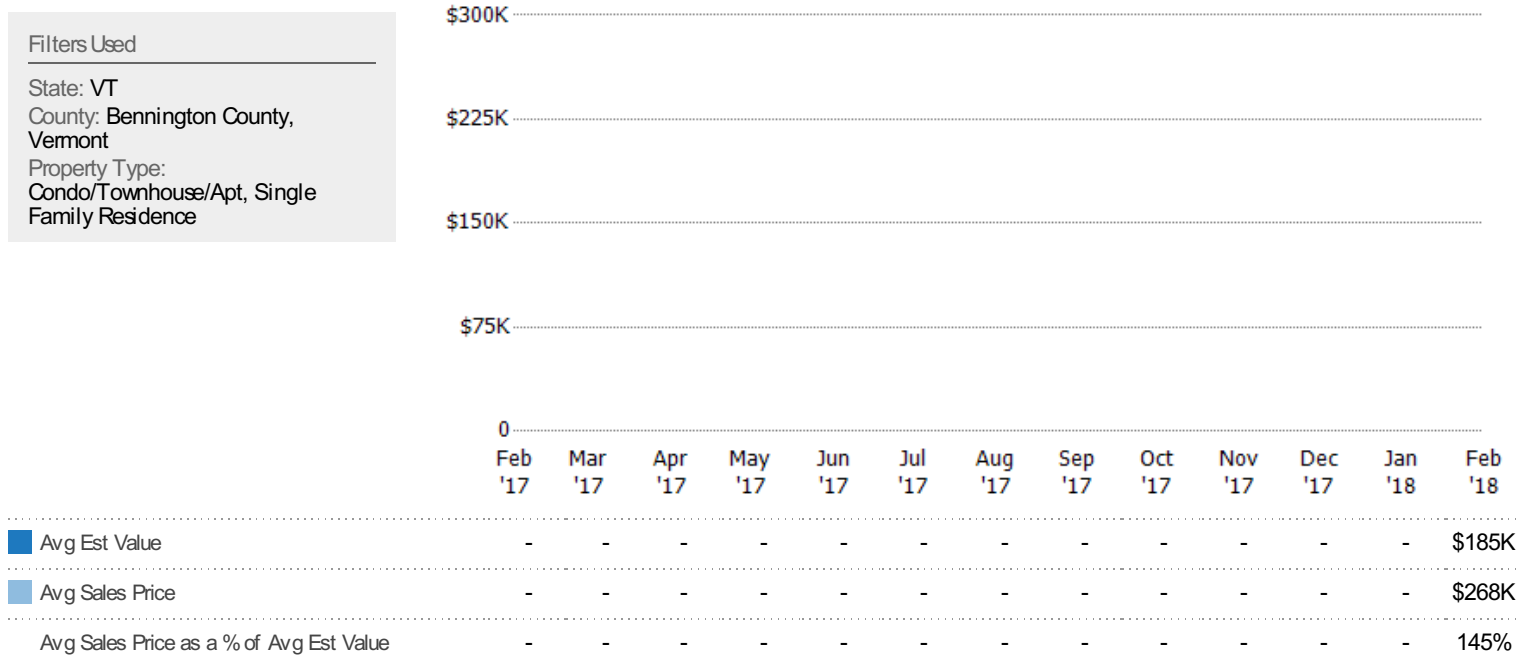 Filters Used
State: VT
County: Bennington County,
Vermont
Property Type:
Condo/Townhouse/Apt, Single
Family Residence
$300K
$225K
$150K
$75K
0
Feb Mar Apr May Jun Jul Aug Sep Oct Nov Dec Jan Feb
'17 '17 '17 '17 '17 '17 '17 '17 '17 '17 '17 '18 '18
Avg Est Value - - - - - - - - - - - - $185K
Avg Sales Price - - - - - - - - - - - - $268K
Avg Sales Price as a % of Avg Est Value - - - - - - - - - - - - 145%